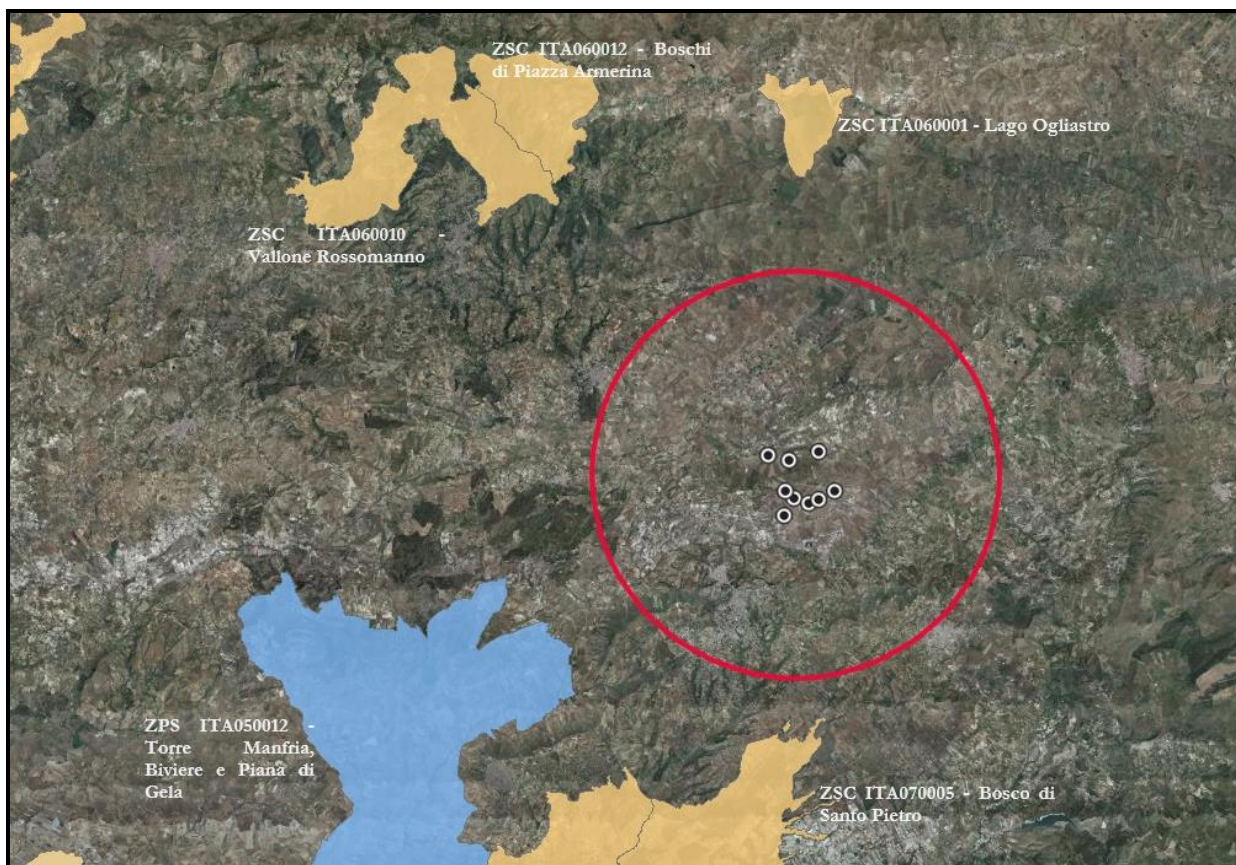 ZSC ITA060012 - Boschi
di Piazza Armerina
ZSC ITA060001 - Lago Ogliastro
ZSC ITA060010 -
Vallone Rossomanno
ZPS ITA050012 -
Torre Manfria,
Biviere e Piana di
Gela
ZSC ITA070005 - Bosco di
Santo Pietro